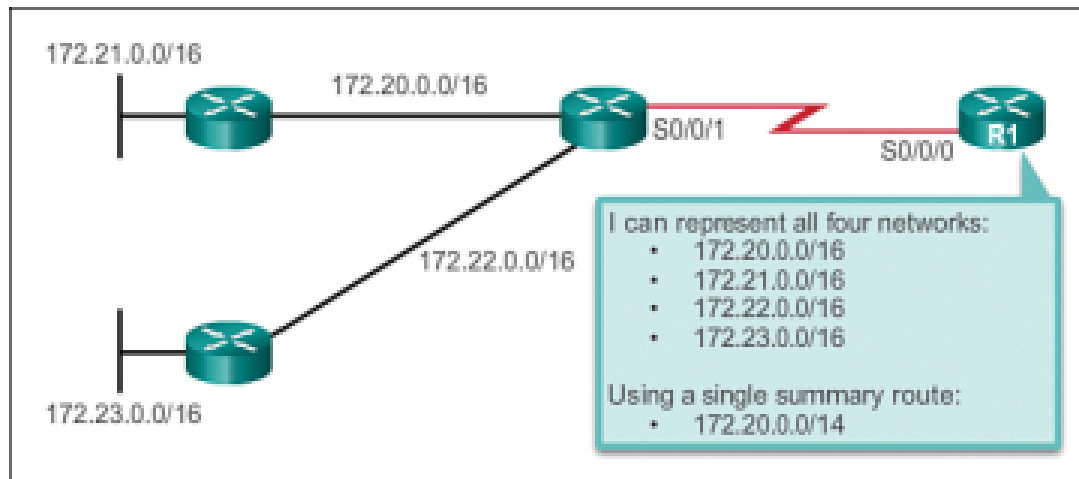 172.21.0.0/16
172.20.0.0/16
S0/0/1
S0/0/0
R1
172.22.0.0/16
172.23.0.0/16
I can represent all four networks:
• 172.20.0.0/16
• 172.21.0.0/16
• 172.22.0.0/16
• 172.23.0.0/16
Using a single summary route:
• 172.20.0.0/14